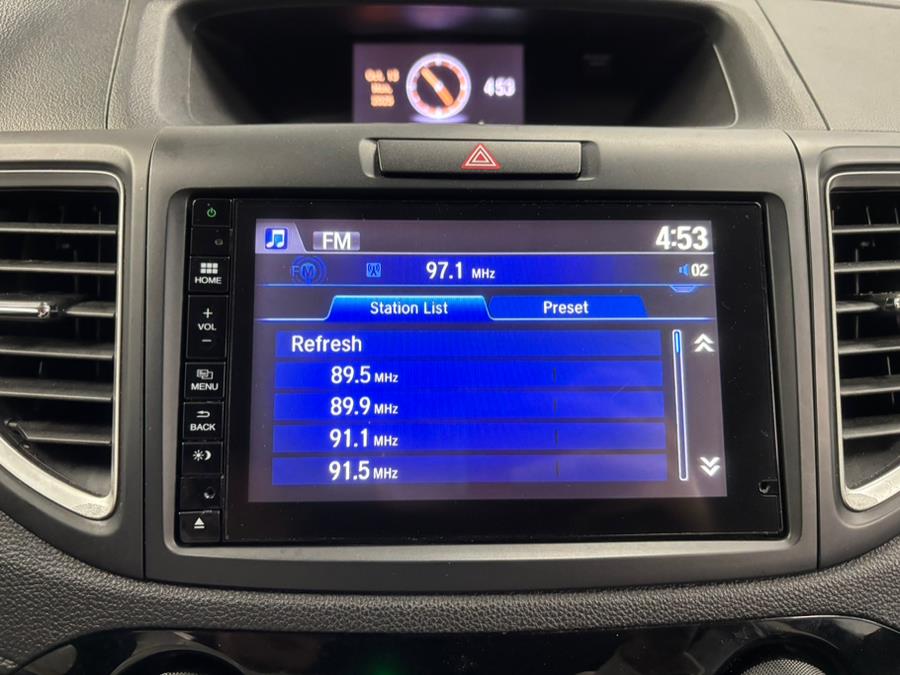 453
FM 4:53
HOME
FM 97.1 MHz 02
+
VOL
−
Station List Preset
Refresh
89.5 MHz
MENU
89.9 MHz
BACK
91.1 MHz
91.5 MHz